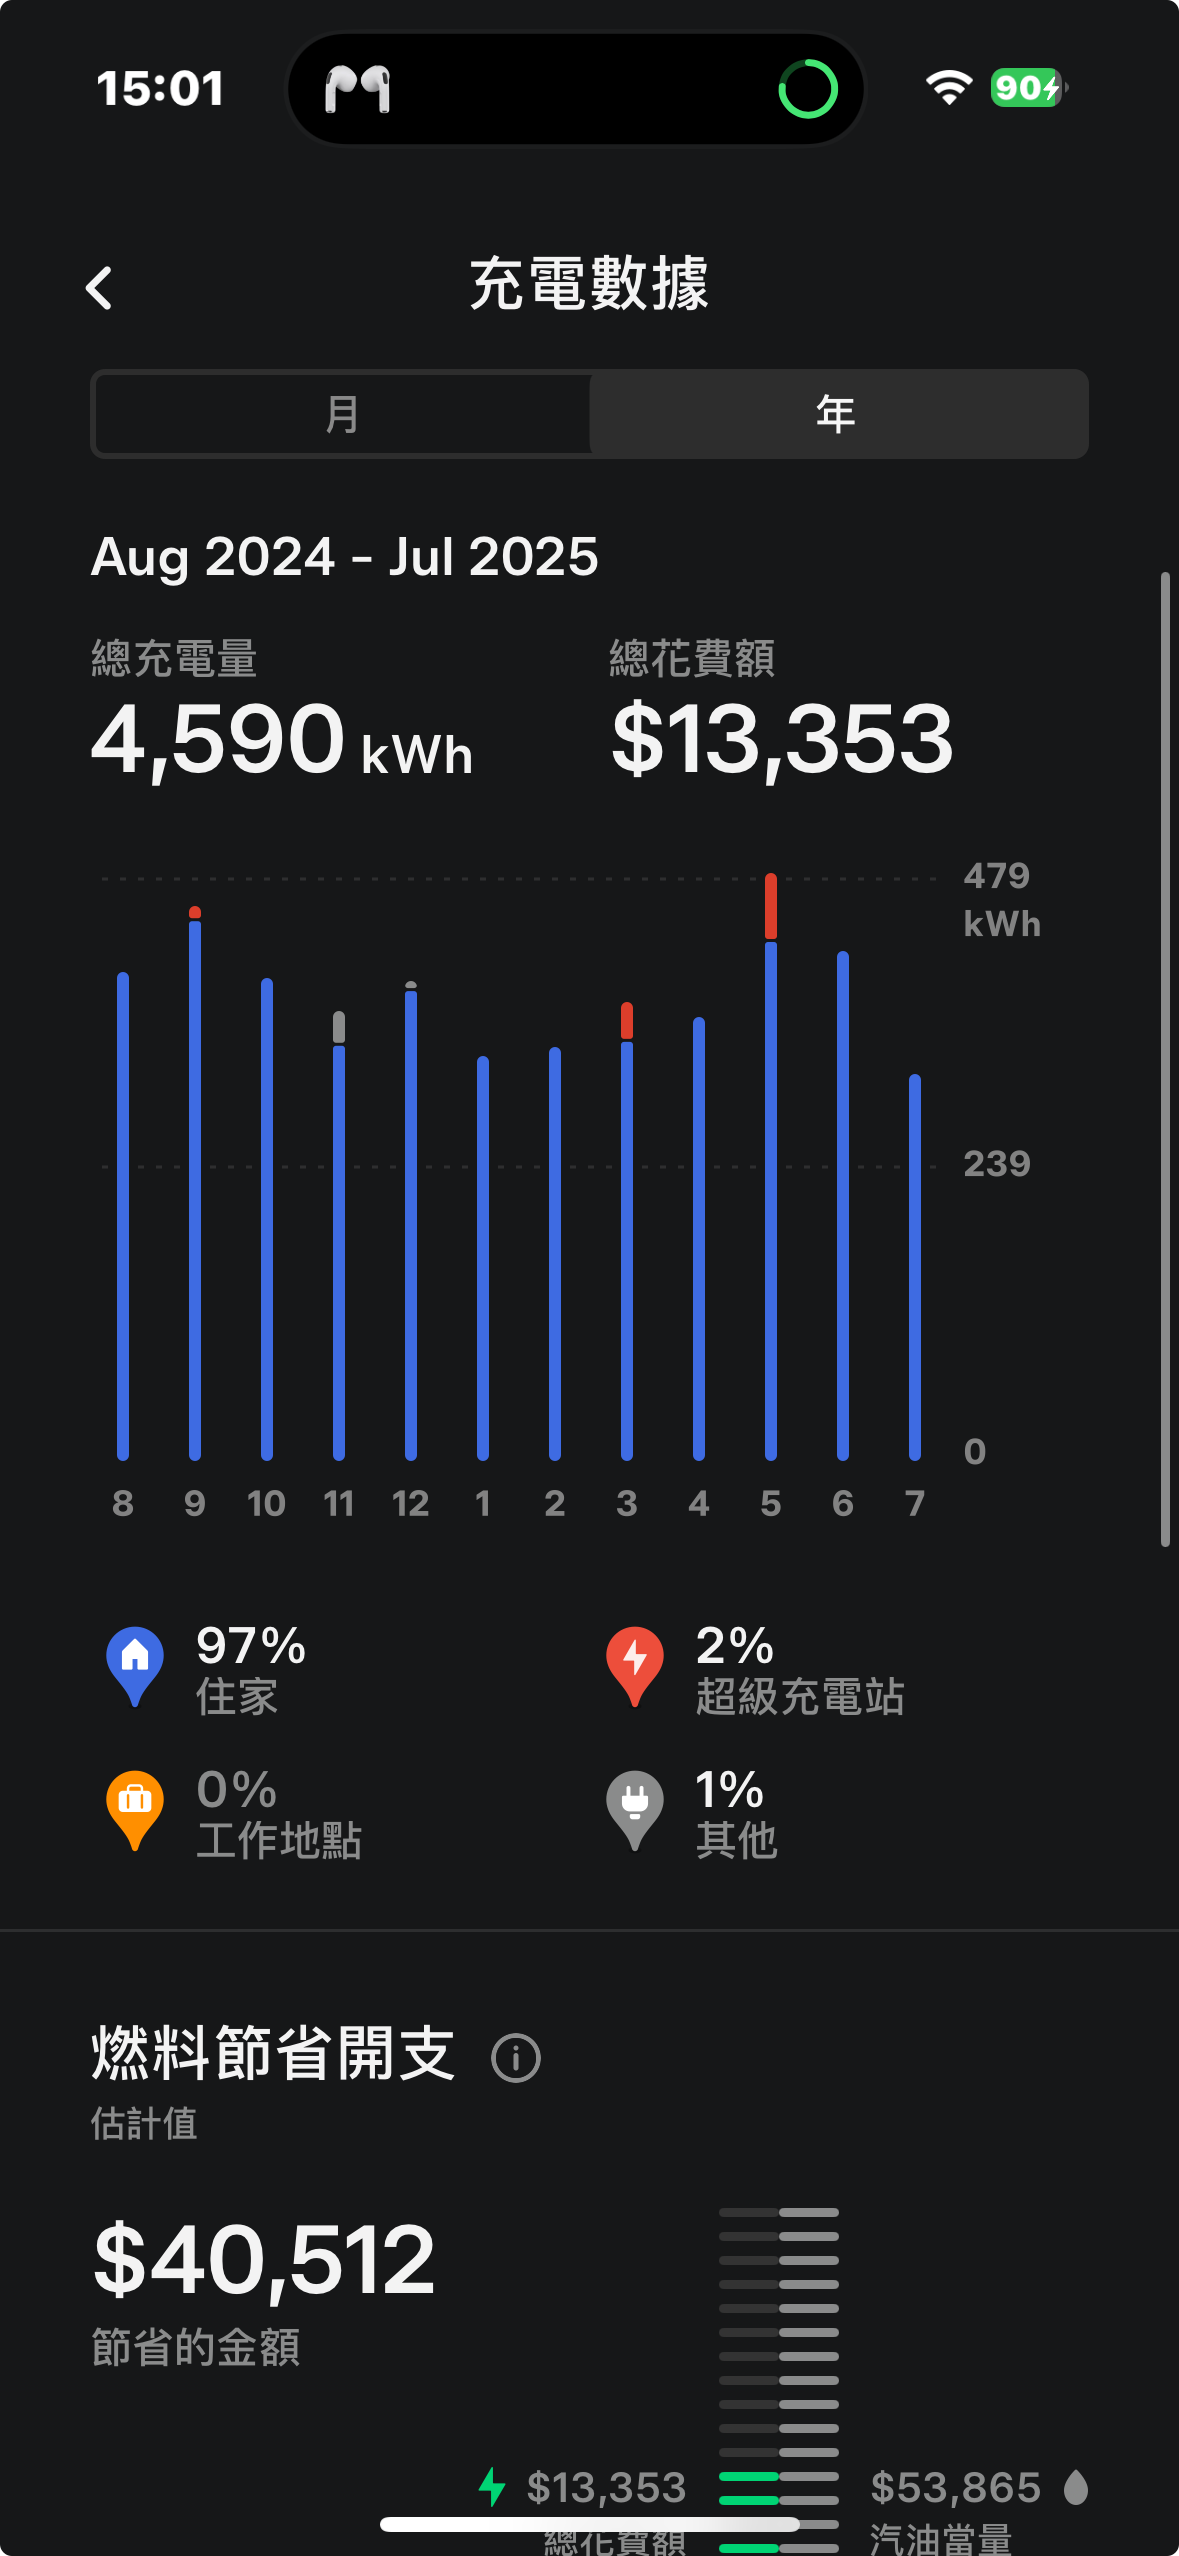 15:01
90
充電數據
月 年
Aug 2024 - Jul 2025
總充電量 總花費額
4,590 kWh $13,353
479
kWh
239
0
8 9 10 11 12 1 2 3 4 5 6 7
97% 2%
住家 超級充電站
0% 1%
工作地點 其他
燃料節省開支
估計值
$40,512
節省的金額
$13,353 $53,865
總花費額 汽油當量